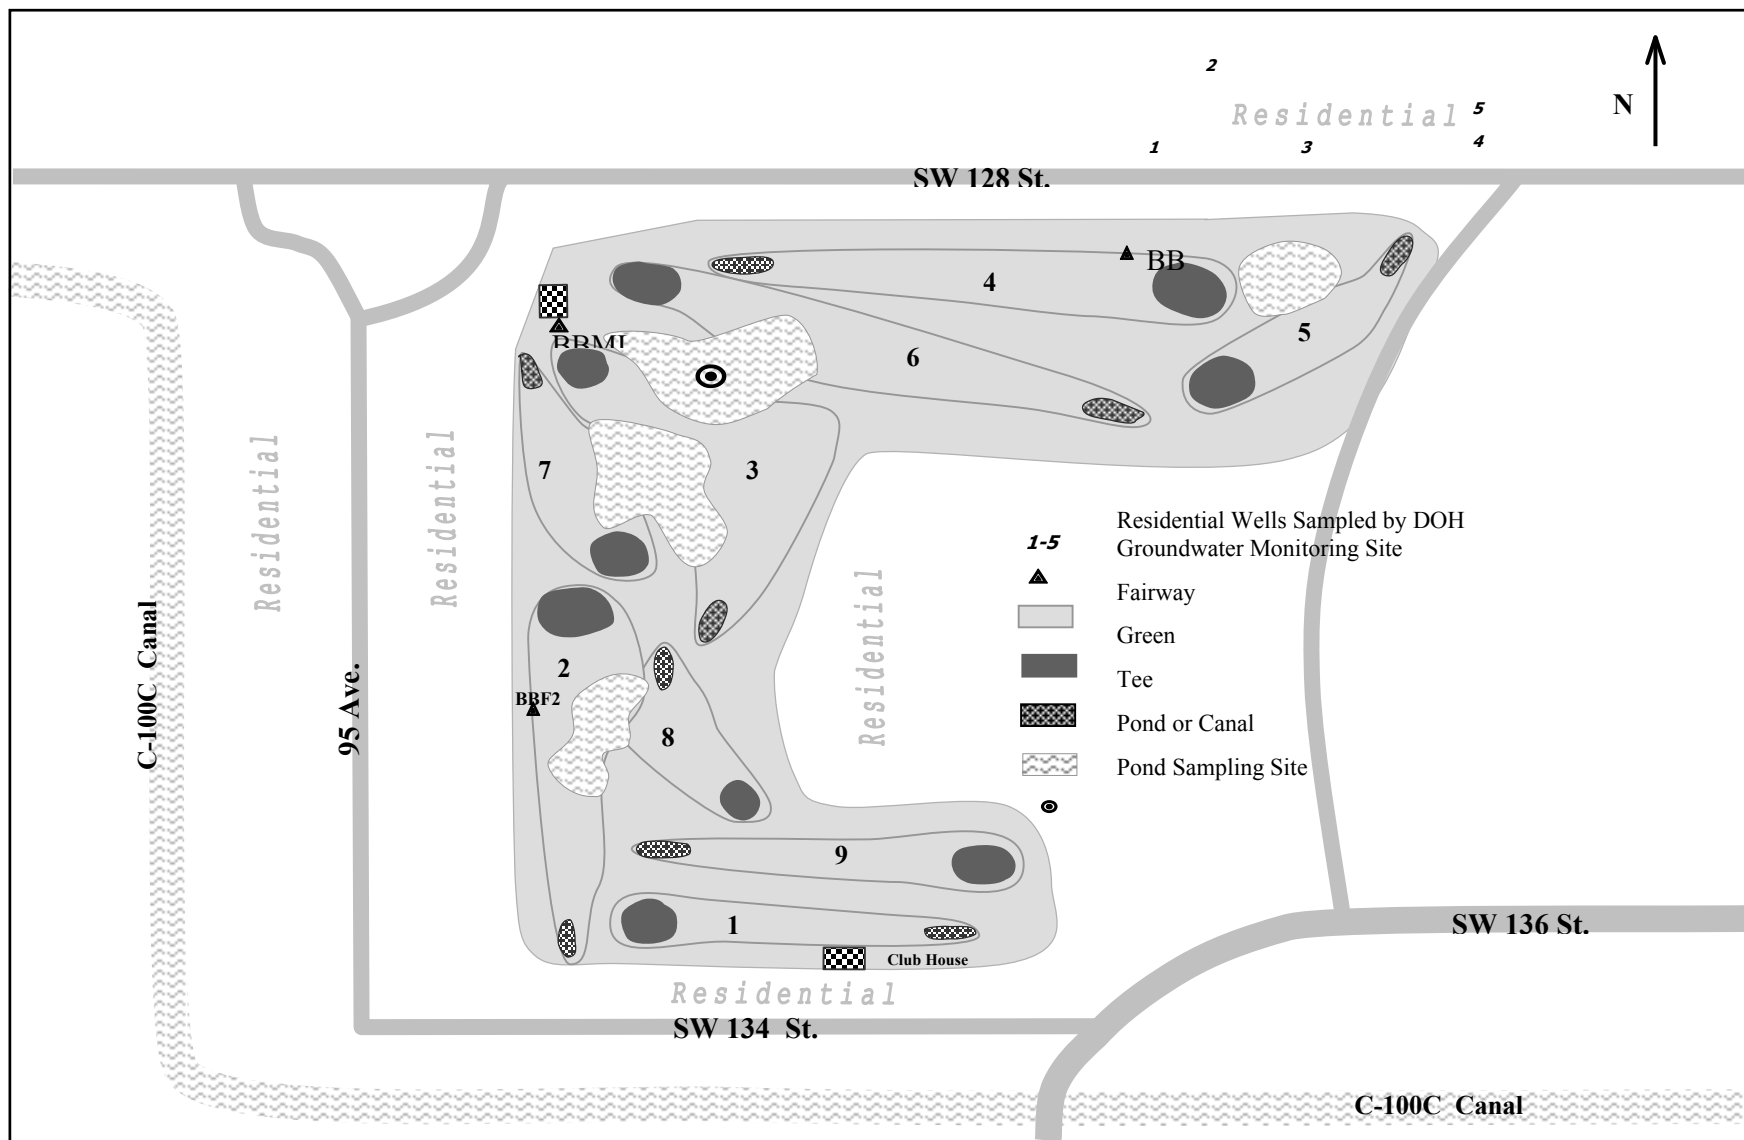 2
Residential
5
N
1
3
4
SW 128 St.
BB
4
5
BBML
6
7
3
Residential
Residential
Residential Wells Sampled by DOH
1-5
Groundwater Monitoring Site
Fairway
Green
Residential
C-100C Canal
95 Ave.
2
Tee
BBF2
8
Pond or Canal
Pond Sampling Site
9
1
SW 136 St.
Club House
Residential
SW 134 St.
C-100C Canal